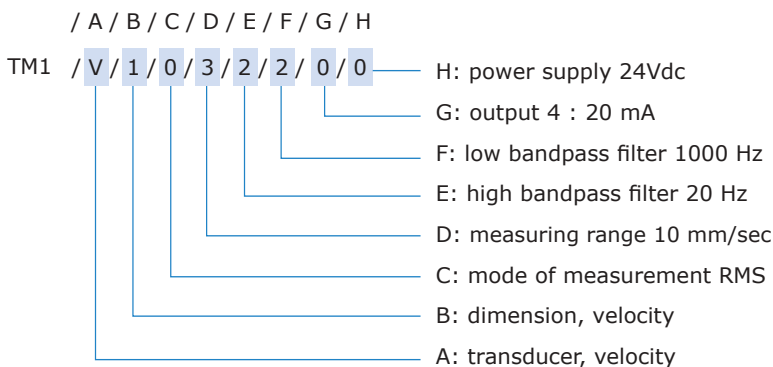 / A / B / C / D / E / F / G / H
TM1 / V / 1 / 0 / 3 / 2 / 2 / 0 / 0
H: power supply 24Vdc
G: output 4 : 20 mA
F: low bandpass filter 1000 Hz
E: high bandpass filter 20 Hz
D: measuring range 10 mm/sec
C: mode of measurement RMS
B: dimension, velocity
A: transducer, velocity